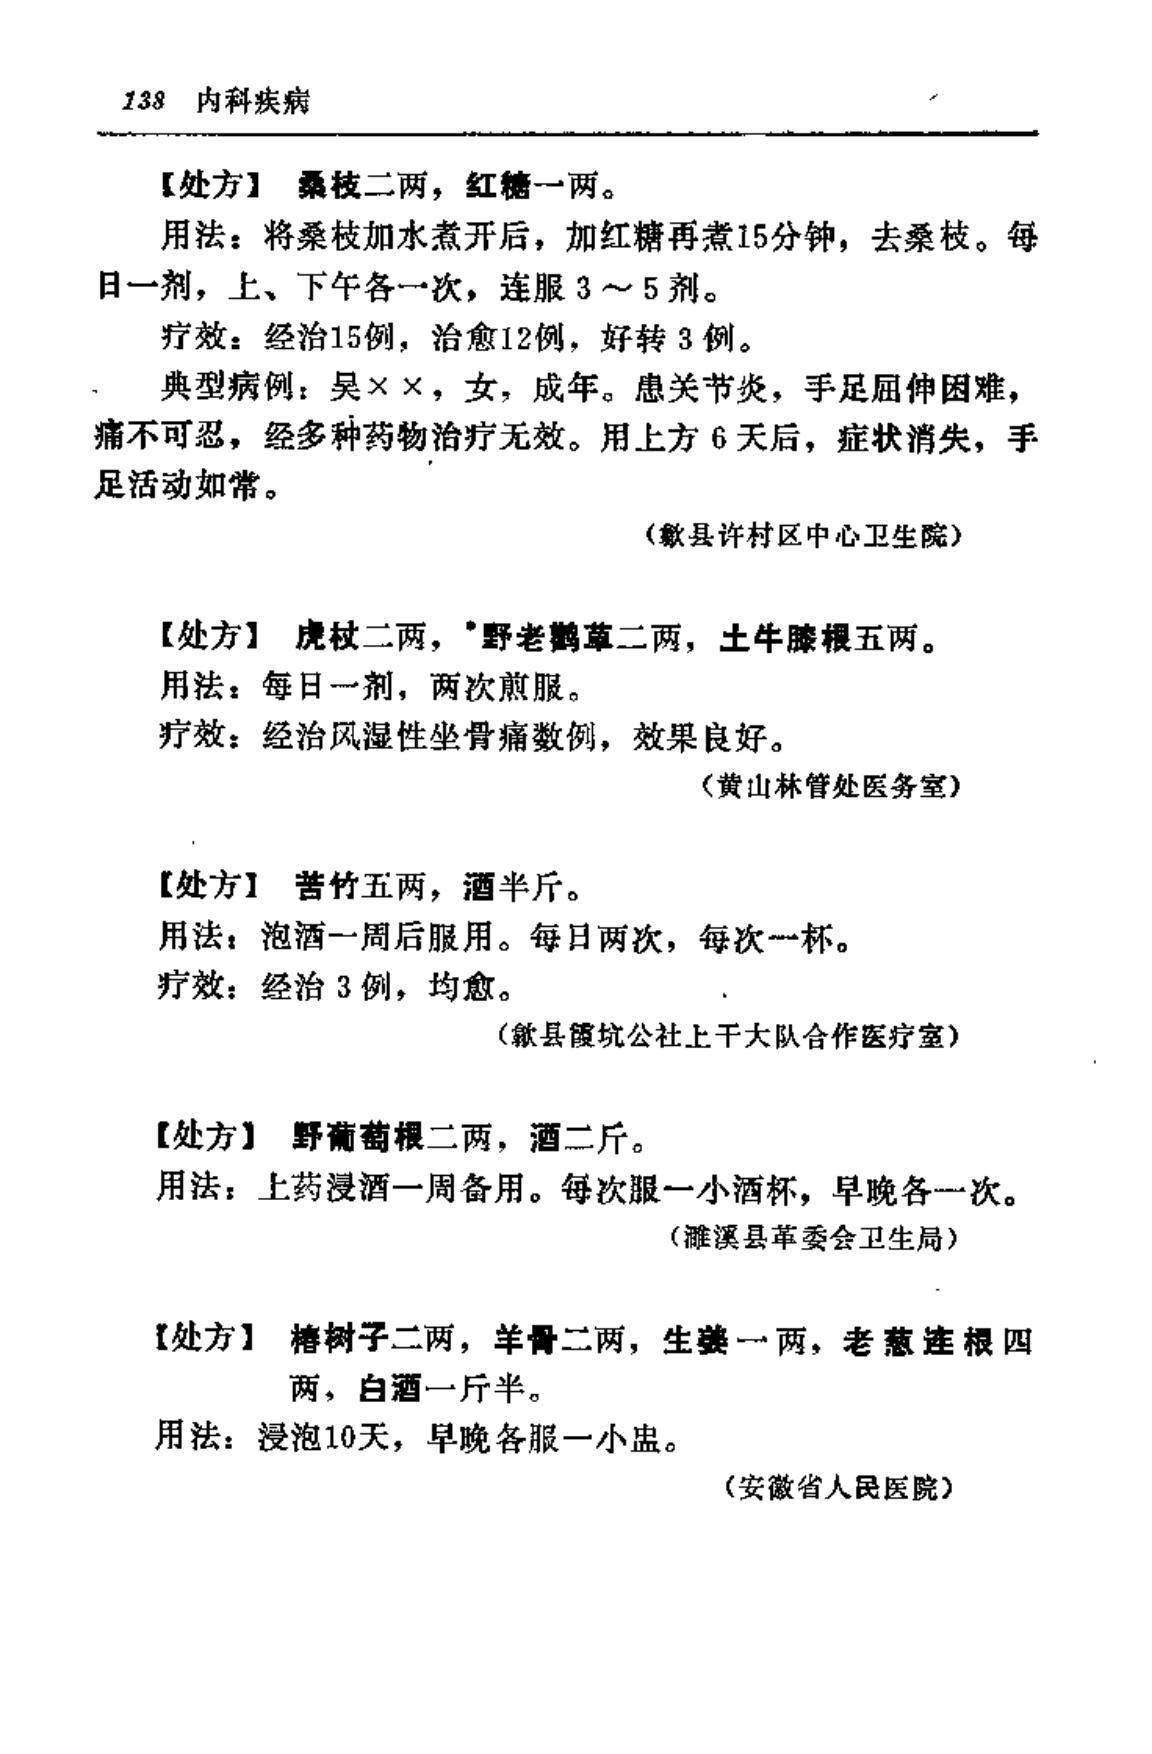 138 内科疾病
【处方】 桑枝二两，红糖一两。
用法：将桑枝加水煮开后，加红糖再煮15分钟，去桑枝。每
日一剂，上、下午各一次，连服3～5剂。
疗效：经治15例，治愈12例，好转3例。
典型病例：吴××，女，成年。患关节炎，手足屈伸困难，
痛不可忍，经多种药物治疗无效。用上方6天后，症状消失，手
足活动如常。
（歙县许村区中心卫生院）
【处方】 虎杖二两，*野老鹳草二两，土牛膝根五两。
用法：每日一剂，两次煎服。
疗效：经治风湿性坐骨痛数例，效果良好。
（黄山林管处医务室）
【处方】 苦竹五两，酒半斤。
用法：泡酒一周后服用。每日两次，每次一杯。
疗效：经治3例，均愈。
（歙县霞坑公社上干大队合作医疗室）
【处方】 野葡萄根二两，酒二斤。
用法：上药浸酒一周备用。每次服一小酒杯，早晚各一次。
（濉溪县革委会卫生局）
【处方】 椿树子二两，羊骨二两，生姜一两，老葱连根四
两，白酒一斤半。
用法：浸泡10天，早晚各服一小盅。
（安徽省人民医院）